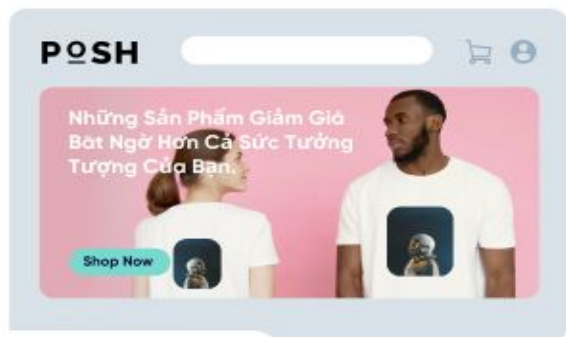 POSH
Những Sản Phẩm Giảm Giá
Bất Ngờ Hơn Cả Sức Tưởng
Tượng Của Bạn.
Shop Now